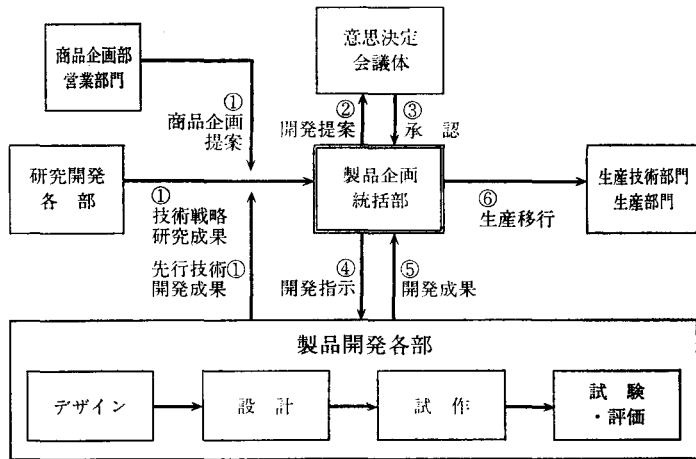 商品企画部
営業部門
意思決定
会議体
①
商品企画
提案
②
開発提案
③
承認
研究開発
各部
①
技術戦略
研究成果
製品企画
統括部
⑥
生産移行
生産技術部門
生産部門
先行技術①
開発成果
④
開発指示
⑤
開発成果
製品開発各部
デザイン
設計
試作
試験
・評価